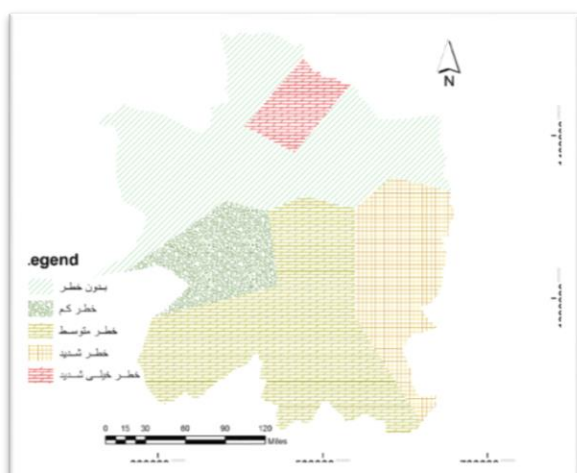 N
.egend
بدون خطر
خطر کم
خطر متوسط
خطر شدید
خطر خیلی شدید
0 15 30 60 90 120
Miles